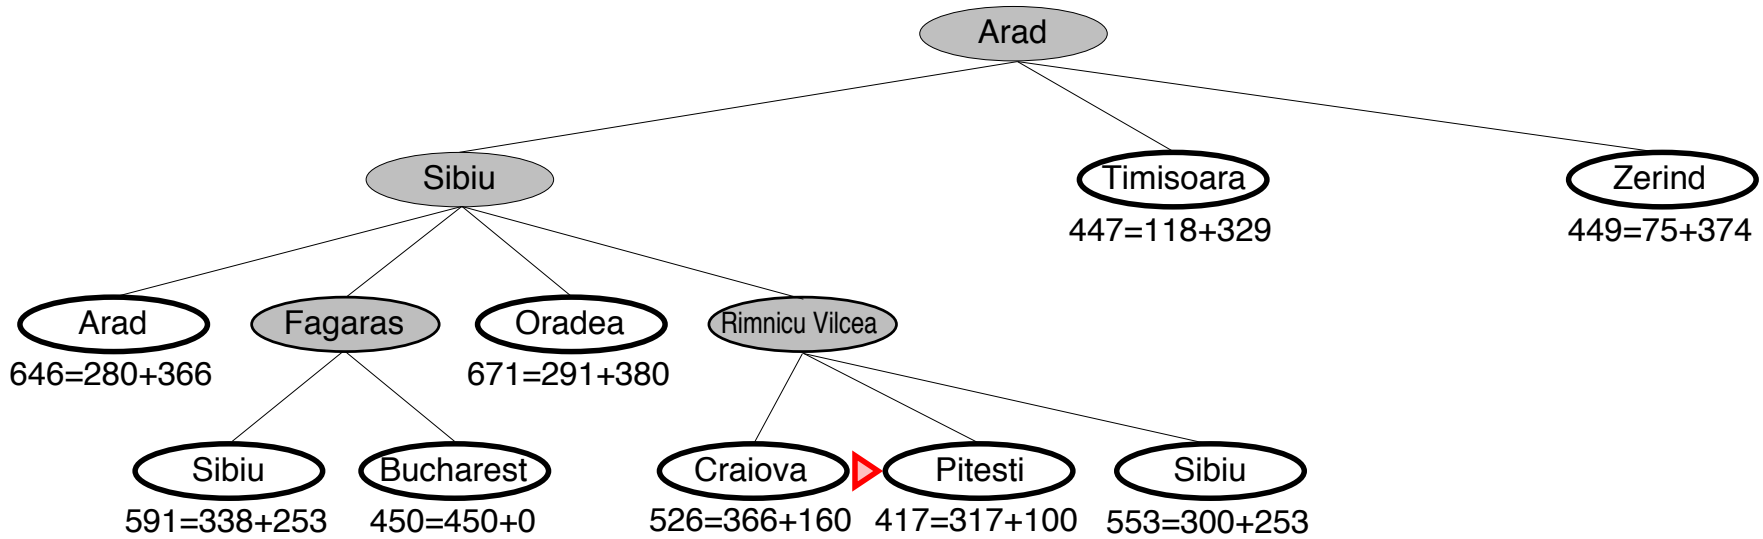 Arad
Sibiu
Timisoara
Zerind
447=118+329
449=75+374
Arad
Fagaras
Oradea
Rimnicu Vilcea
646=280+366
671=291+380
Sibiu
Bucharest
Craiova
Pitesti
Sibiu
591=338+253
450=450+0
526=366+160
417=317+100
553=300+253